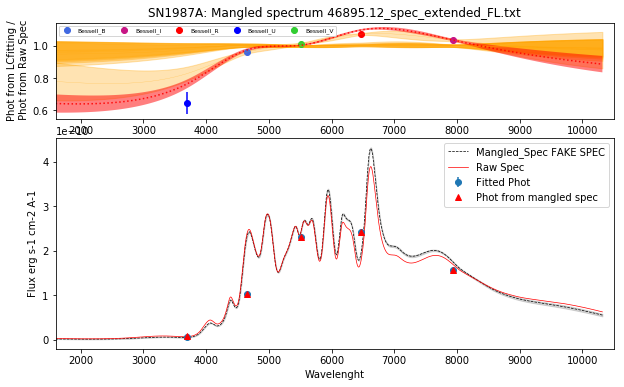 SN1987A: Mangled spectrum 46895.12_spec_extended_FL.txt
Phot from LCfitting /
Phot from Raw Spec
Bessell_B Bessell_I Bessell_R Bessell_U Bessell_V
1.0
0.8
0.6
2000 3000 4000 5000 6000 7000 8000 9000 10000
1e-10
Mangled_Spec FAKE SPEC
Raw Spec
Fitted Phot
Phot from mangled spec
Flux erg s-1 cm-2 A-1
4
3
2
1
0
2000 3000 4000 5000 6000 7000 8000 9000 10000
Wavelenght